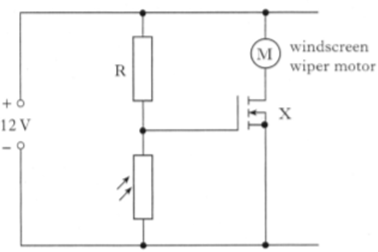 R
M
windscreen
wiper motor
X
+
12 V
−